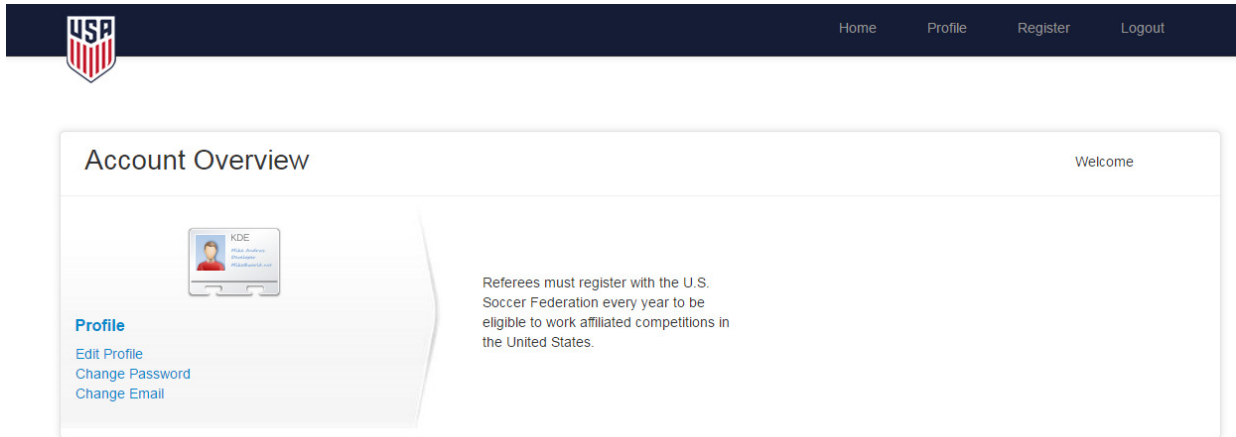 USA
Home Profile Register Logout
Account Overview
Welcome
KDE
Profile
Edit Profile
Change Password
Change Email
Referees must register with the U.S.
Soccer Federation every year to be
eligible to work affiliated competitions in
the United States.